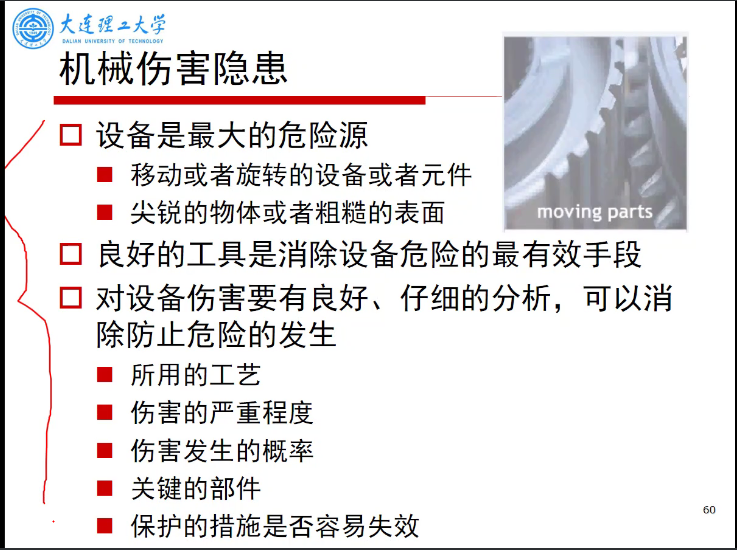 大连理工大学
DALIAN UNIVERSITY OF TECHNOLOGY
机械伤害隐患
设备是最大的危险源
移动或者旋转的设备或者元件
尖锐的物体或者粗糙的表面
moving parts
良好的工具是消除设备危险的最有效手段
对设备伤害要有良好、仔细的分析，可以消
除防止危险的发生
所用的工艺
伤害的严重程度
伤害发生的概率
关键的部件
保护的措施是否容易失效
60